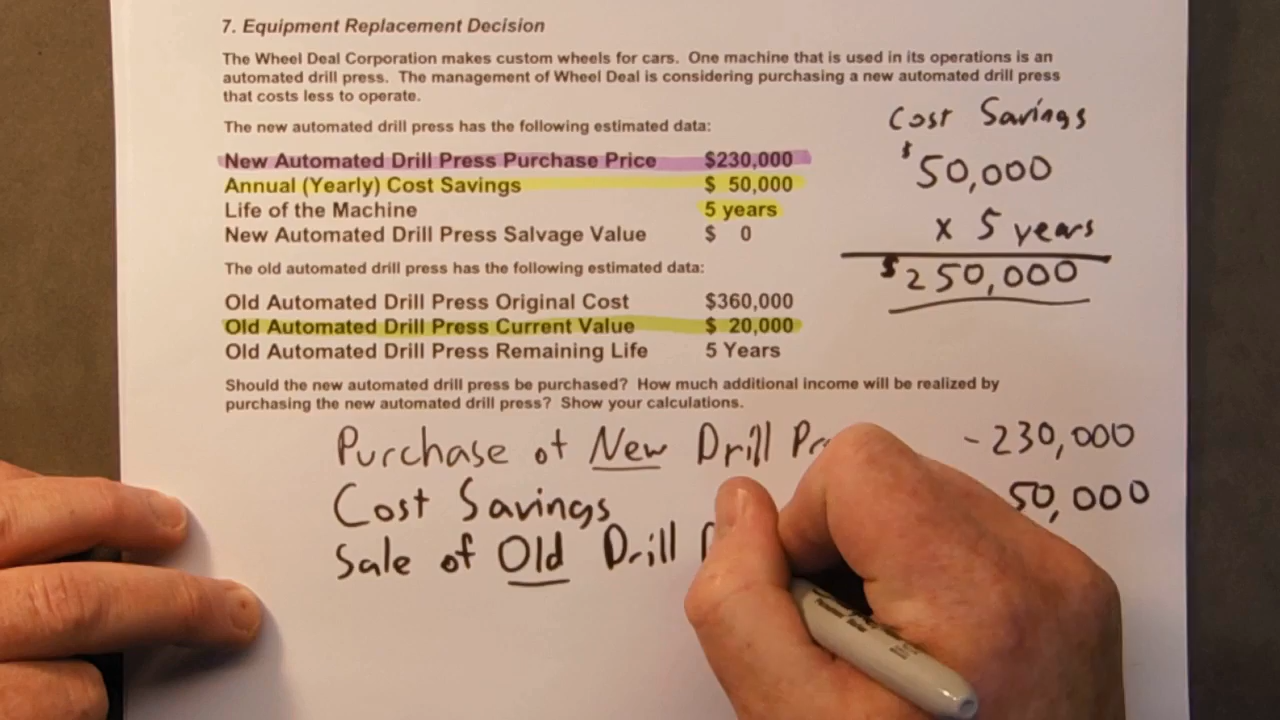 7. Equipment Replacement Decision
The Wheel Deal Corporation makes custom wheels for cars. One machine that is used in its operations is an
automated drill press. The management of Wheel Deal is considering purchasing a new automated drill press
that costs less to operate.
The new automated drill press has the following estimated data:
New Automated Drill Press Purchase Price $230,000
Annual (Yearly) Cost Savings $ 50,000
Life of the Machine 5 years
New Automated Drill Press Salvage Value $ 0
The old automated drill press has the following estimated data:
Old Automated Drill Press Original Cost $360,000
Old Automated Drill Press Current Value $ 20,000
Old Automated Drill Press Remaining Life 5 Years
Cost Savings
$50,000
x 5 years
$250,000
Should the new automated drill press be purchased? How much additional income will be realized by
purchasing the new automated drill press? Show your calculations.
Purchase of New Drill -230,000
Cost Savings 50,000
Sale of Old Drill